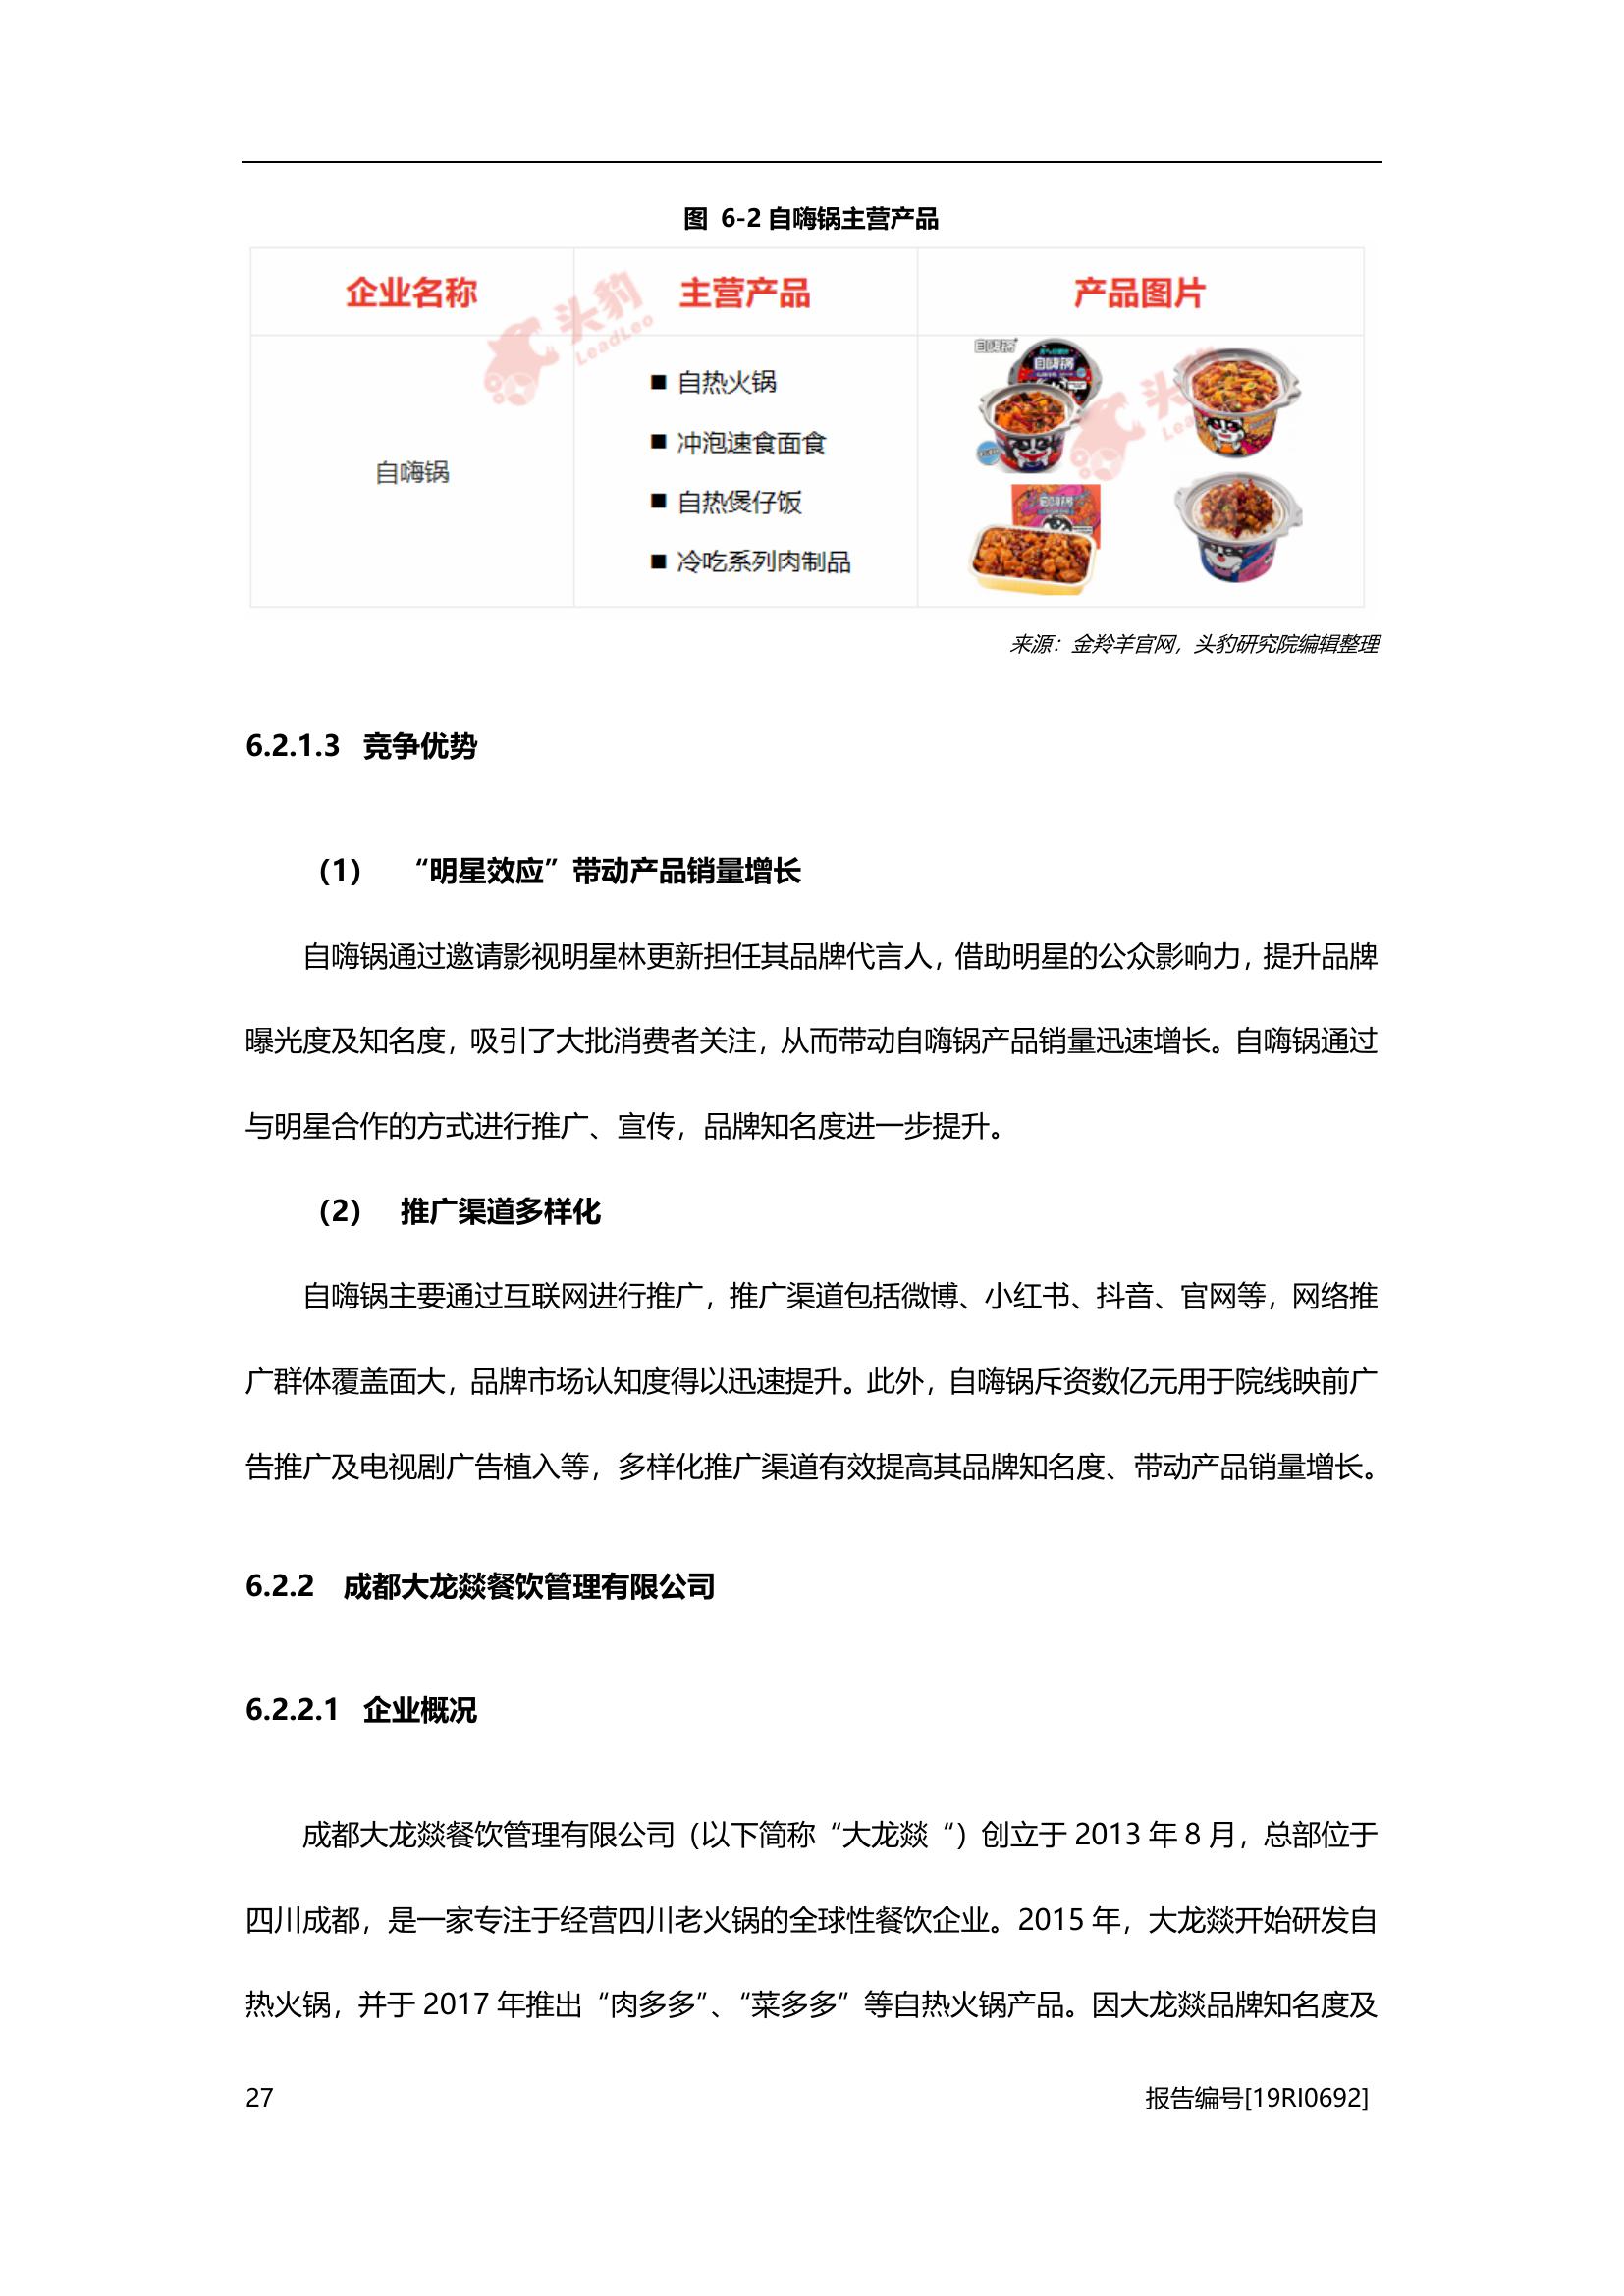 图 6-2 自嗨锅主营产品
企业名称 主营产品 产品图片
头豹
LeadLeo
自嗨锅
■ 自热火锅
■ 冲泡速食面食
■ 自热煲仔饭
■ 冷吃系列肉制品
自嗨锅
自嗨锅
自嗨锅
来源：金羚羊官网，头豹研究院编辑整理
6.2.1.3 竞争优势
（1） “明星效应”带动产品销量增长
自嗨锅通过邀请影视明星林更新担任其品牌代言人，借助明星的公众影响力，提升品牌
曝光度及知名度，吸引了大批消费者关注，从而带动自嗨锅产品销量迅速增长。自嗨锅通过
与明星合作的方式进行推广、宣传，品牌知名度进一步提升。
（2） 推广渠道多样化
自嗨锅主要通过互联网进行推广，推广渠道包括微博、小红书、抖音、官网等，网络推
广群体覆盖面大，品牌市场认知度得以迅速提升。此外，自嗨锅斥资数亿元用于院线映前广
告推广及电视剧广告植入等，多样化推广渠道有效提高其品牌知名度、带动产品销量增长。
6.2.2 成都大龙燚餐饮管理有限公司
6.2.2.1 企业概况
成都大龙燚餐饮管理有限公司（以下简称“大龙燚“）创立于 2013 年 8 月，总部位于
四川成都，是一家专注于经营四川老火锅的全球性餐饮企业。2015 年，大龙燚开始研发自
热火锅，并于 2017 年推出“肉多多”、“菜多多”等自热火锅产品。因大龙燚品牌知名度及
27 报告编号[19RI0692]